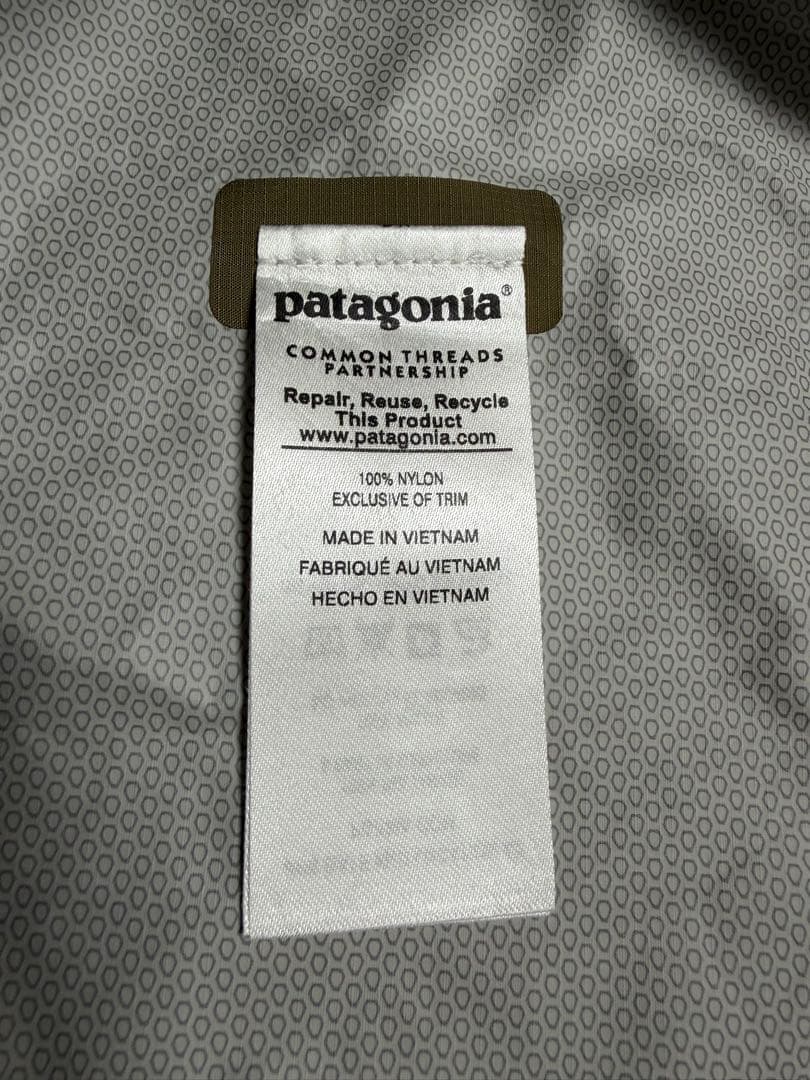 patagonia®
COMMON THREADS
PARTNERSHIP
Repair, Reuse, Recycle
This Product
www.patagonia.com
100% NYLON
EXCLUSIVE OF TRIM
MADE IN VIETNAM
FABRIQUÉ AU VIETNAM
HECHO EN VIETNAM